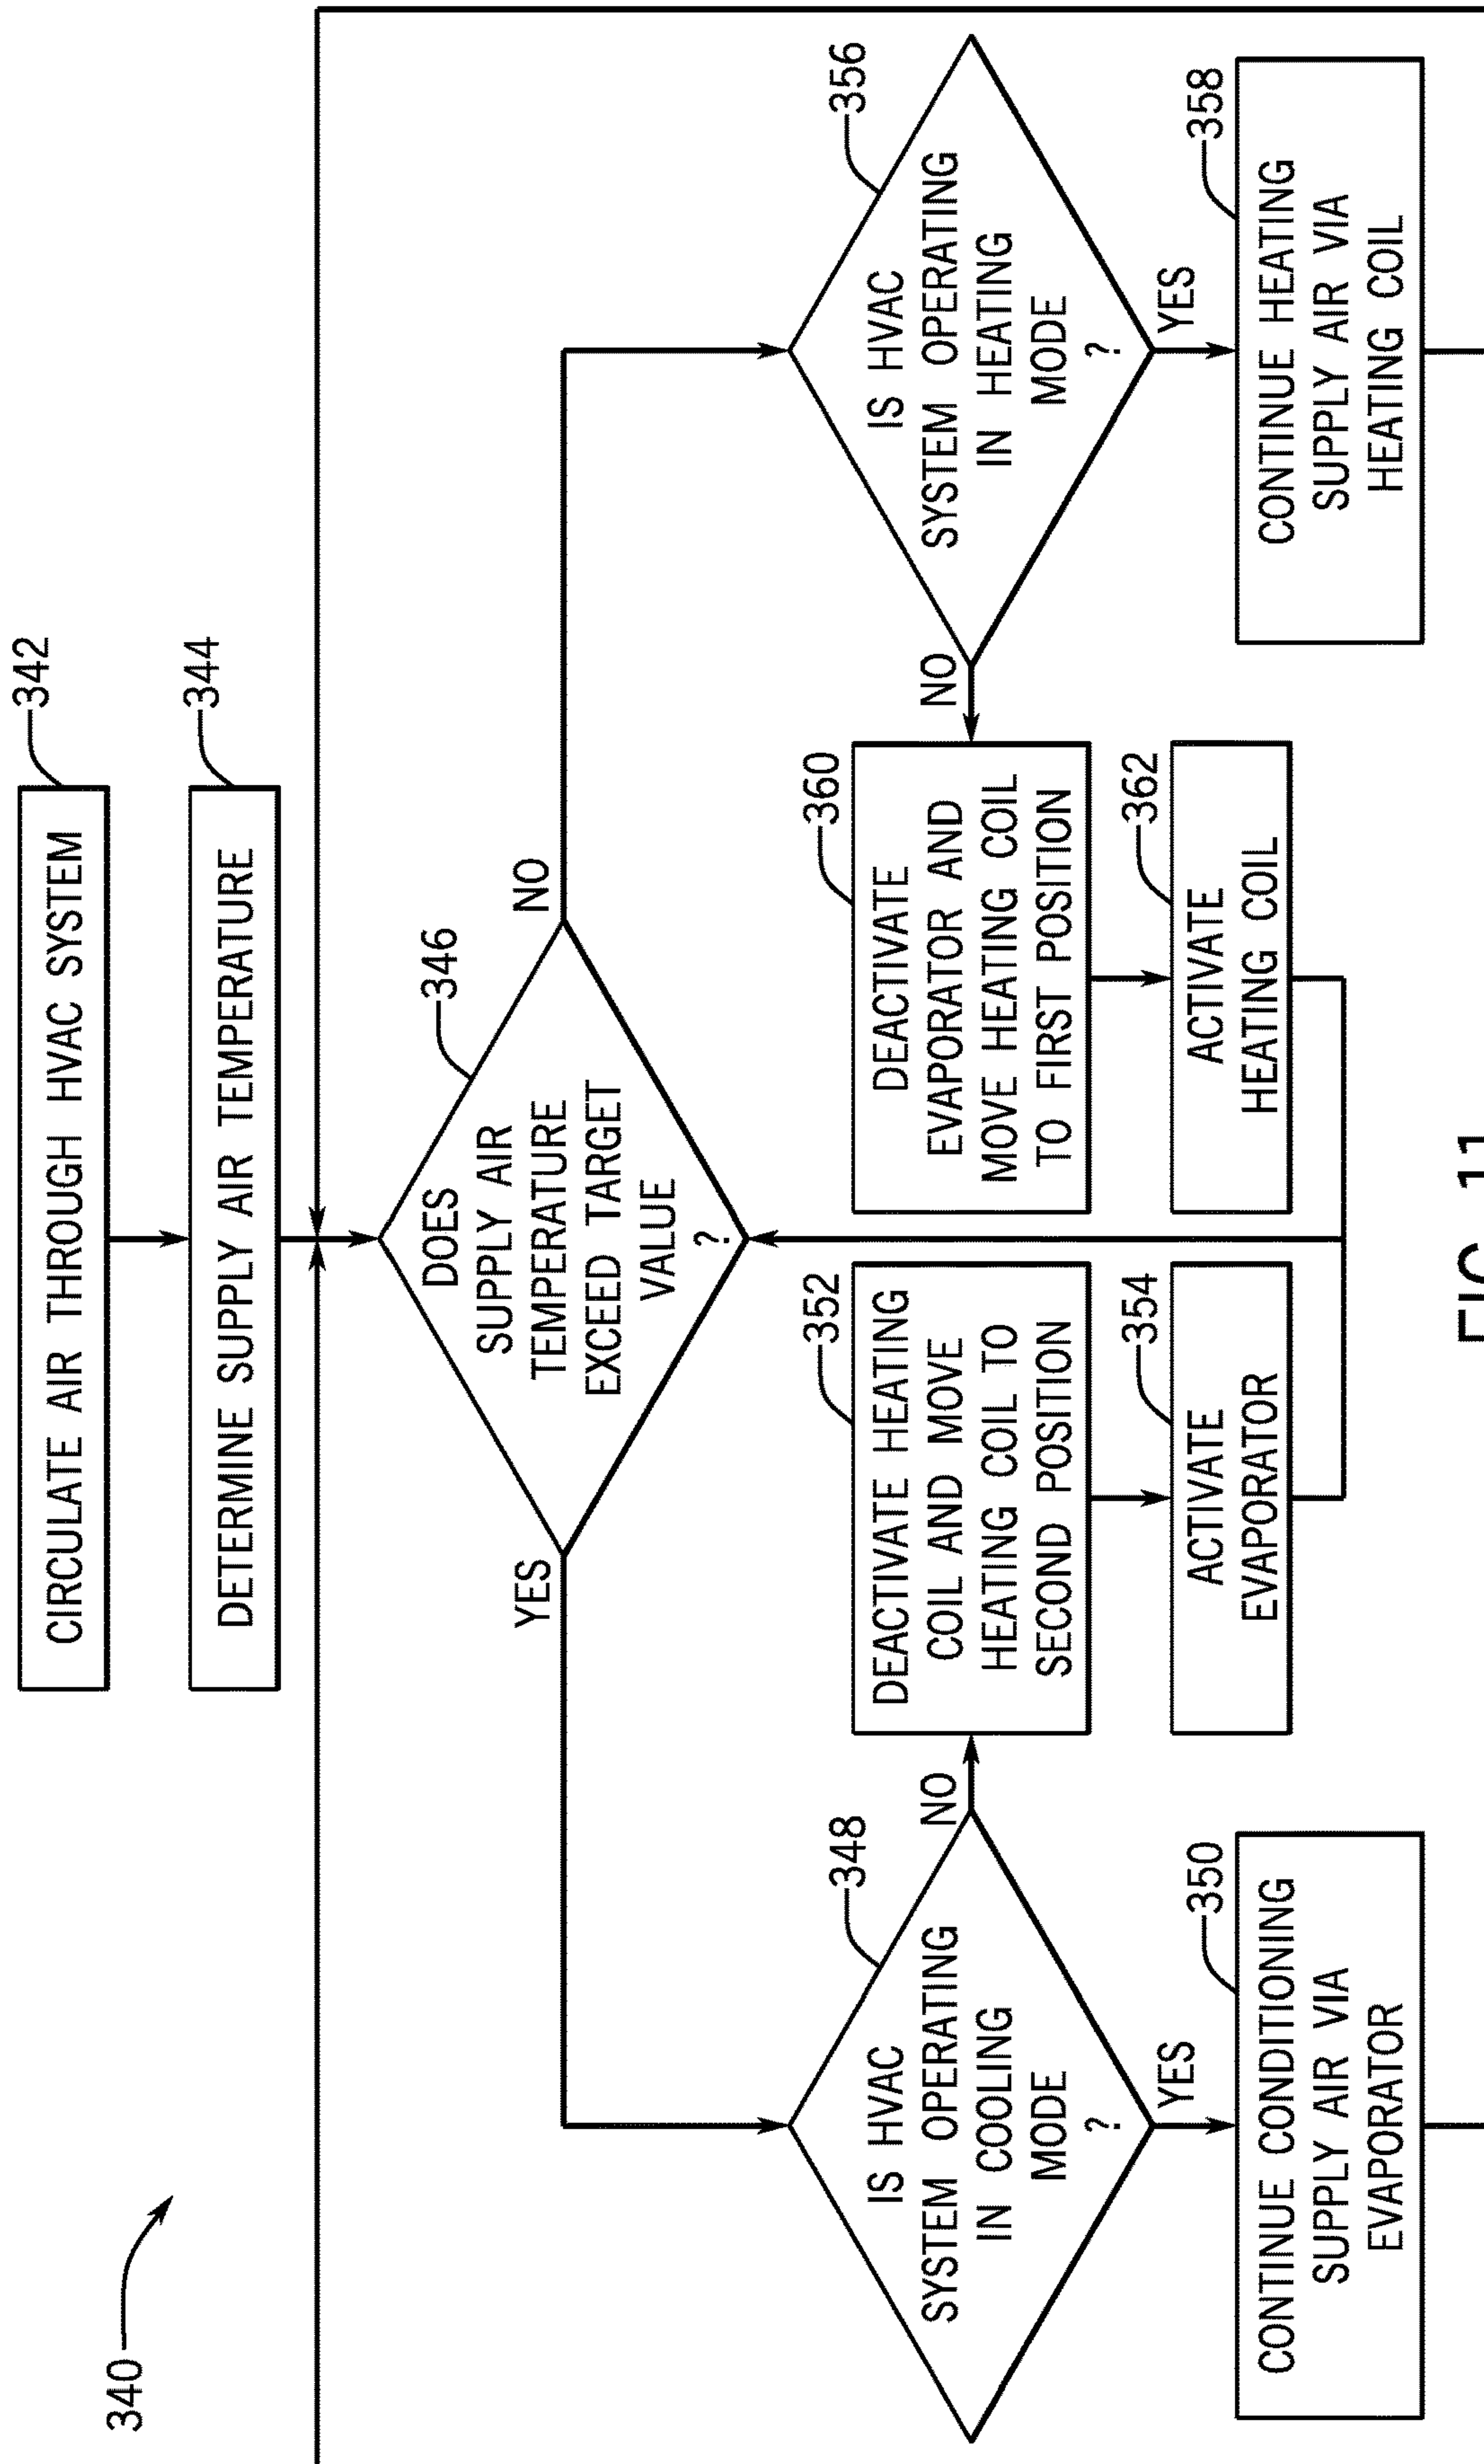 340
342
CIRCULATE AIR THROUGH HVAC SYSTEM
344
DETERMINE SUPPLY AIR TEMPERATURE
346
DOES
SUPPLY AIR
TEMPERATURE
EXCEED TARGET
VALUE
?
YES
NO
348
IS HVAC
SYSTEM OPERATING
IN COOLING
MODE
?
NO
YES
350
CONTINUE CONDITIONING
SUPPLY AIR VIA
EVAPORATOR
352
DEACTIVATE HEATING
COIL AND MOVE
HEATING COIL TO
SECOND POSITION
354
ACTIVATE
EVAPORATOR
356
IS HVAC
SYSTEM OPERATING
IN HEATING
MODE
?
NO
YES
358
CONTINUE HEATING
SUPPLY AIR VIA
HEATING COIL
360
DEACTIVATE
EVAPORATOR AND
MOVE HEATING COIL
TO FIRST POSITION
362
ACTIVATE
HEATING COIL
FIG. 11